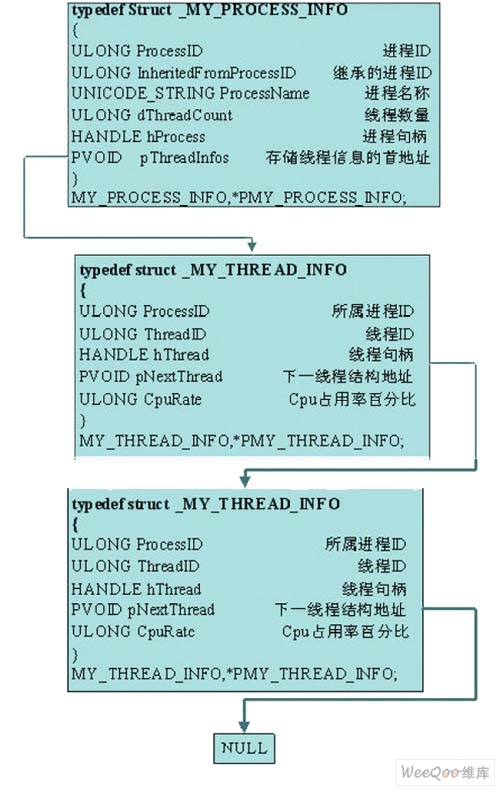 typedef Struct _MY_PROCESS_INFO
{
ULONG ProcessID 进程ID
ULONG InheritedFromProcessID 继承的进程ID
UNICODE_STRING ProcessName 进程名称
ULONG dThreadCount 线程数量
HANDLE hProcess 进程句柄
PVOID pThreadInfos 存储线程信息的首地址
}
MY_PROCESS_INFO,*PMY_PROCESS_INFO;
typedef struct _MY_THREAD_INFO
{
ULONG ProcessID 所属进程ID
ULONG ThreadID 线程ID
HANDLE hThread 线程句柄
PVOID pNextThread 下一线程结构地址
ULONG CpuRate Cpu占用率百分比
}
MY_THREAD_INFO,*PMY_THREAD_INFO;
typedef struct _MY_THREAD_INFO
{
ULONG ProcessID 所属进程ID
ULONG ThreadID 线程ID
HANDLE hThread 线程句柄
PVOID pNextThread 下一线程结构地址
ULONG CpuRate Cpu占用率百分比
}
MY_THREAD_INFO,*PMY_THREAD_INFO;
NULL
WeeQoo维库